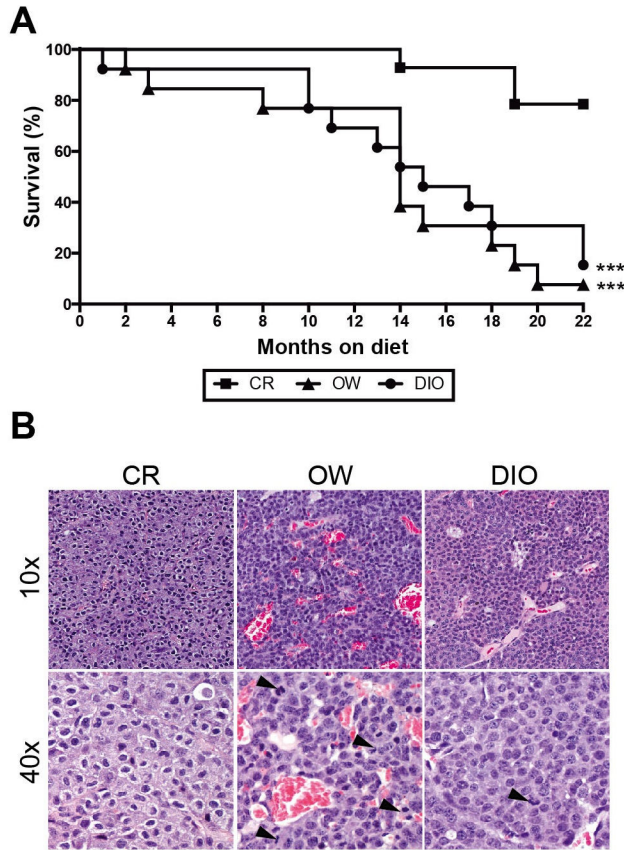 A
100
80
60
40
20
0
Survival (%)
***
***
0 2 4 6 8 10 12 14 16 18 20 22
Months on diet
CR OW DIO
B
CR OW DIO
10x
40x